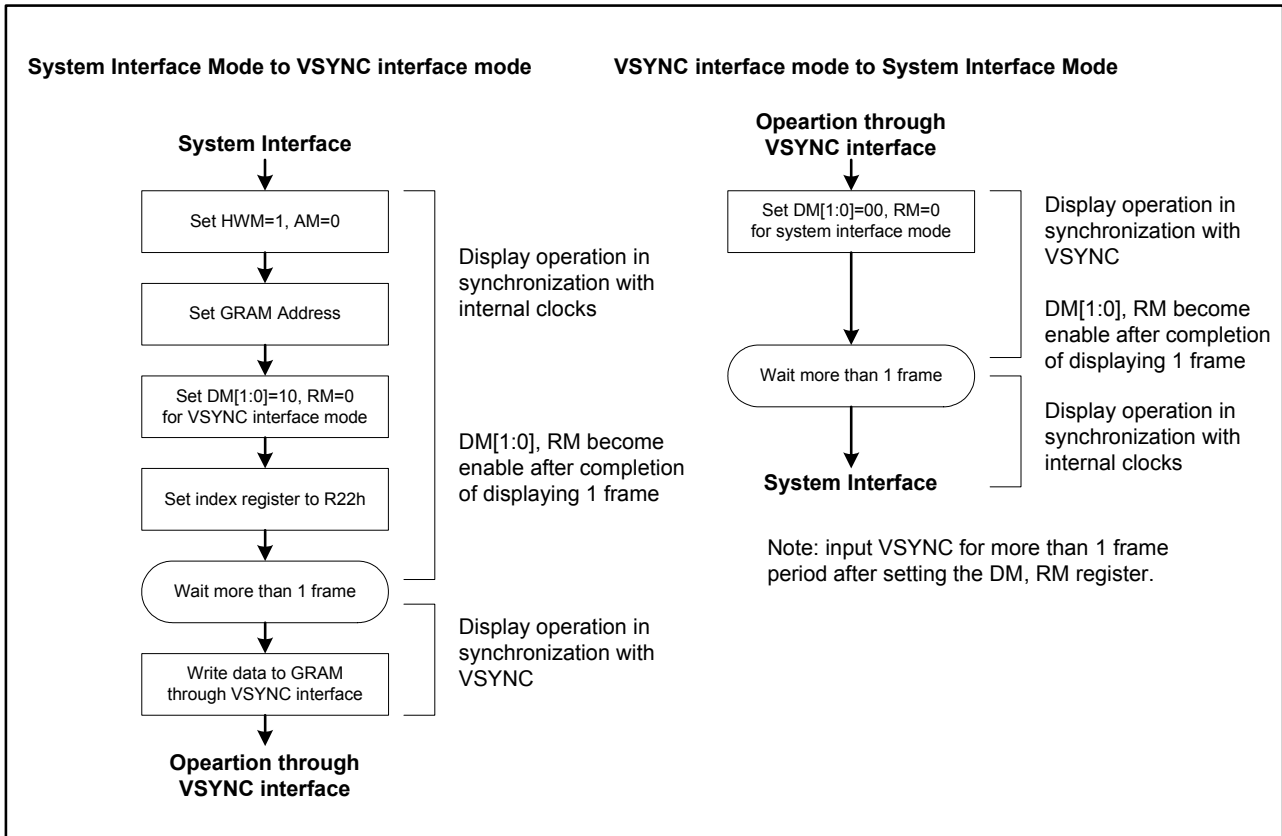 System Interface Mode to VSYNC interface mode
System Interface
Set HWM=1, AM=0
Set GRAM Address
Set DM[1:0]=10, RM=0
for VSYNC interface mode
Set index register to R22h
Wait more than 1 frame
Write data to GRAM
through VSYNC interface
Opeartion through
VSYNC interface
Display operation in
synchronization with
internal clocks
DM[1:0], RM become
enable after completion
of displaying 1 frame
Display operation in
synchronization with
VSYNC
VSYNC interface mode to System Interface Mode
Opeartion through
VSYNC interface
Set DM[1:0]=00, RM=0
for system interface mode
Wait more than 1 frame
System Interface
Display operation in
synchronization with
VSYNC
DM[1:0], RM become
enable after completion
of displaying 1 frame
Display operation in
synchronization with
internal clocks
Note: input VSYNC for more than 1 frame
period after setting the DM, RM register.